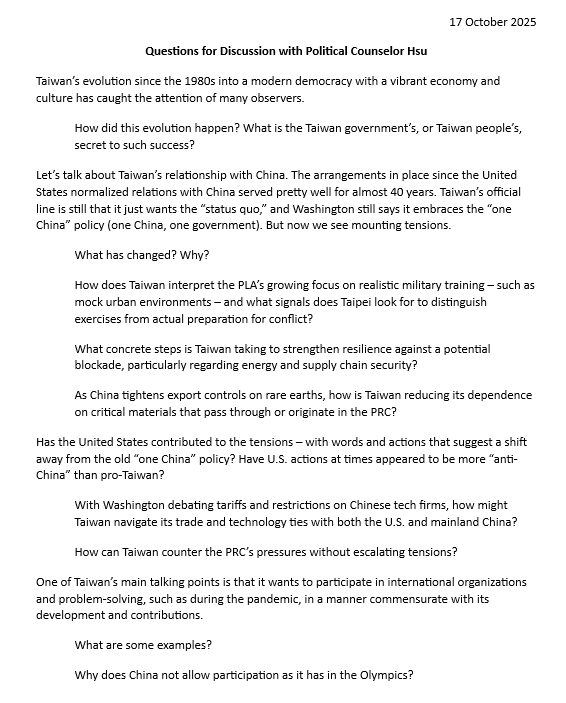 17 October 2025
Questions for Discussion with Political Counselor Hsu
Taiwan’s evolution since the 1980s into a modern democracy with a vibrant economy and
culture has caught the attention of many observers.
How did this evolution happen? What is the Taiwan government’s, or Taiwan people’s,
secret to such success?
Let’s talk about Taiwan’s relationship with China. The arrangements in place since the United
States normalized relations with China served pretty well for almost 40 years. Taiwan’s official
line is still that it just wants the “status quo,” and Washington still says it embraces the “one
China” policy (one China, one government). But now we see mounting tensions.
What has changed? Why?
How does Taiwan interpret the PLA’s growing focus on realistic military training – such as
mock urban environments – and what signals does Taipei look for to distinguish
exercises from actual preparation for conflict?
What concrete steps is Taiwan taking to strengthen resilience against a potential
blockade, particularly regarding energy and supply chain security?
As China tightens export controls on rare earths, how is Taiwan reducing its dependence
on critical materials that pass through or originate in the PRC?
Has the United States contributed to the tensions – with words and actions that suggest a shift
away from the old “one China” policy? Have U.S. actions at times appeared to be more “anti-
China” than pro-Taiwan?
With Washington debating tariffs and restrictions on Chinese tech firms, how might
Taiwan navigate its trade and technology ties with both the U.S. and mainland China?
How can Taiwan counter the PRC’s pressures without escalating tensions?
One of Taiwan’s main talking points is that it wants to participate in international organizations
and problem-solving, such as during the pandemic, in a manner commensurate with its
development and contributions.
What are some examples?
Why does China not allow participation as it has in the Olympics?